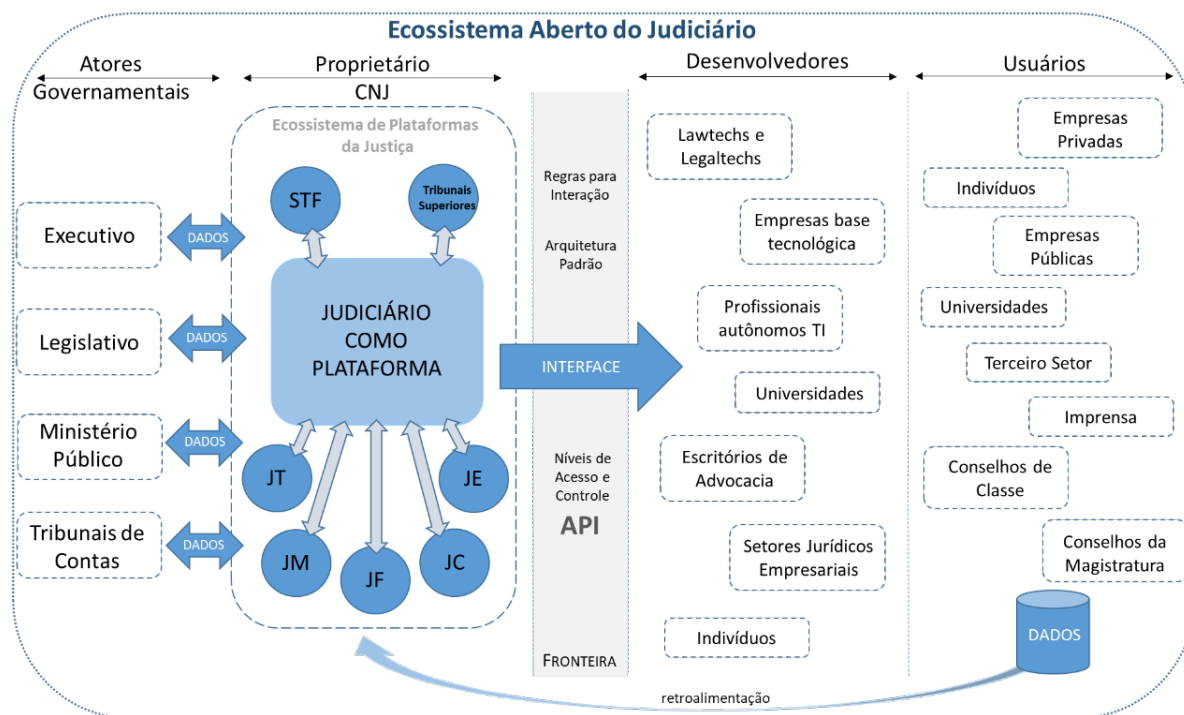 Ecossistema Aberto do Judiciário
Atores
Governamentais
Proprietário
CNJ
Desenvolvedores
Usuários
Executivo
DADOS
Legislativo
DADOS
Ministério
Público
DADOS
Tribunais de
Contas
DADOS
Ecossistema de Plataformas
da Justiça
STF
Tribunais
Superiores
JUDICIÁRIO
COMO
PLATAFORMA
JT
JE
JM
JF
JC
Regras para
Interação
Arquitetura
Padrão
INTERFACE
Níveis de
Acesso e
Controle
API
FRONTEIRA
Lawtechs e
Legaltechs
Empresas base
tecnológica
Profissionais
autônomos TI
Universidades
Escritórios de
Advocacia
Setores Jurídicos
Empresariais
Indivíduos
Empresas
Privadas
Indivíduos
Empresas
Públicas
Universidades
Terceiro Setor
Imprensa
Conselhos de
Classe
Conselhos da
Magistratura
DADOS
retroalimentação